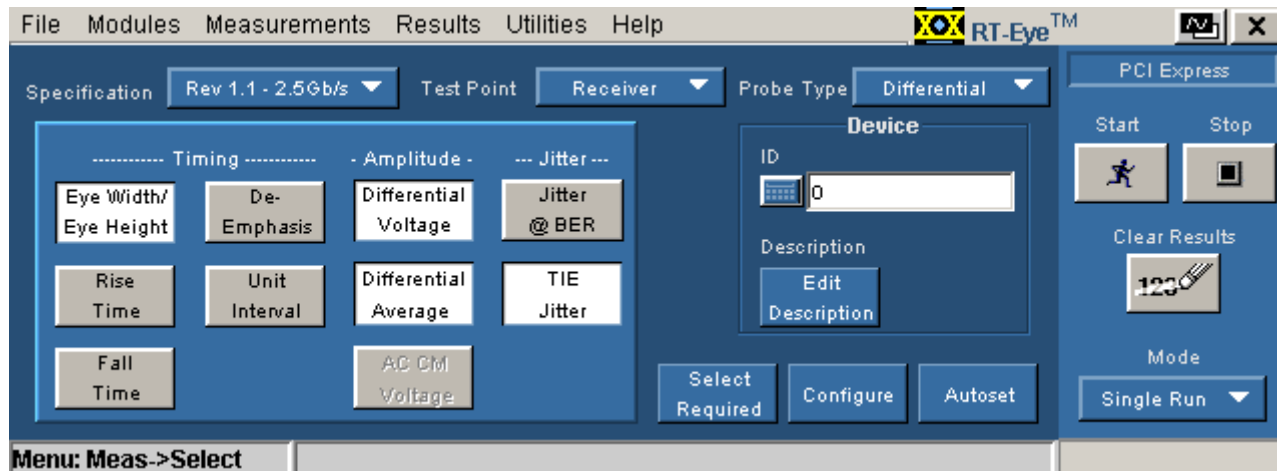 File Modules Measurements Results Utilities Help RT-Eye™
Specification Rev 1.1 - 2.5Gb/s Test Point Receiver Probe Type Differential
PCI Express
------------ Timing ------------ - Amplitude - --- Jitter ---
Eye Width/
Eye Height
De-
Emphasis
Differential
Voltage
Jitter
@ BER
Rise
Time
Unit
Interval
Differential
Average
TIE
Jitter
Fall
Time
AC CM
Voltage
Device
ID
0
Description
Edit
Description
Select
Required
Configure
Autoset
Start Stop
Clear Results
123
Mode
Single Run
Menu: Meas->Select